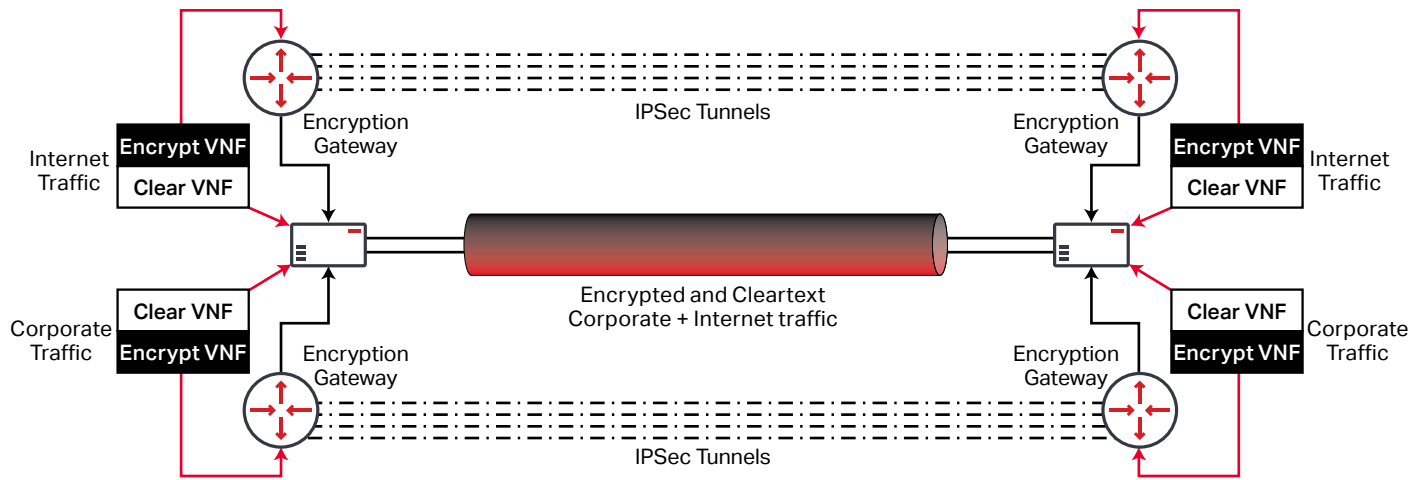 IPSec Tunnels
Encryption
Gateway
Encryption
Gateway
Internet
Traffic
Encrypt VNF
Clear VNF
Encrypt VNF
Clear VNF
Internet
Traffic
Encrypted and Cleartext
Corporate + Internet traffic
Corporate
Traffic
Clear VNF
Encrypt VNF
Clear VNF
Encrypt VNF
Corporate
Traffic
Encryption
Gateway
Encryption
Gateway
IPSec Tunnels